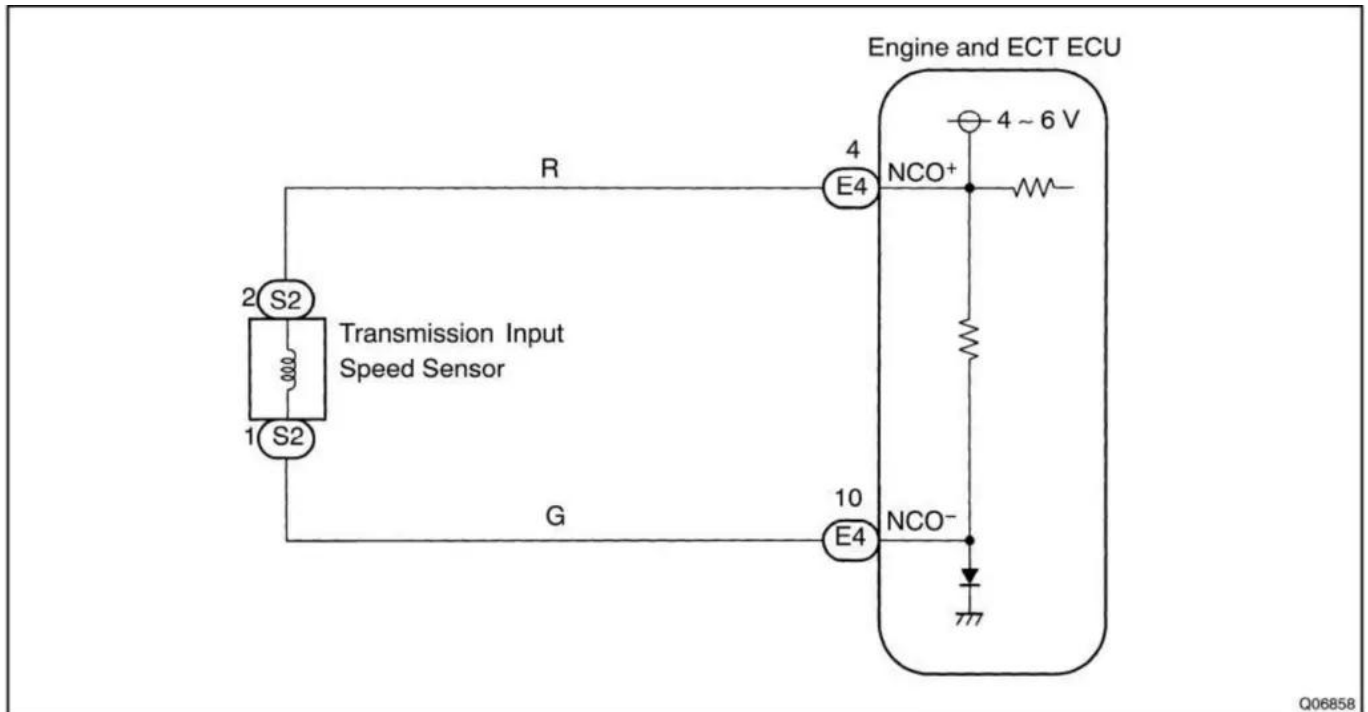 Engine and ECT ECU
4 ~ 6 V
4
R
E4
NCO+
2
S2
Transmission Input
Speed Sensor
1
S2
10
G
E4
NCO−
Q06858